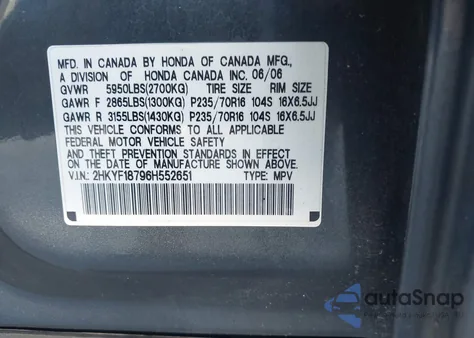 MFD. IN CANADA BY HONDA OF CANADA MFG.,
A DIVISION OF HONDA CANADA INC. 06/06
GVWR 5950LBS(2700KG) TIRE SIZE RIM SIZE
GAWR F 2865LBS(1300KG) P235/70R16 104S 16X6.5JJ
GAWR R 3155LBS(1430KG) P235/70R16 104S 16X6.5JJ
THIS VEHICLE CONFORMS TO ALL APPLICABLE
FEDERAL MOTOR VEHICLE SAFETY AND
THEFT PREVENTION STANDARDS IN EFFECT ON
THE DATE OF MANUFACTURE SHOWN ABOVE.
V.I.N.: 2HKYF18796H552651 TYPE: MPV
autoSnap